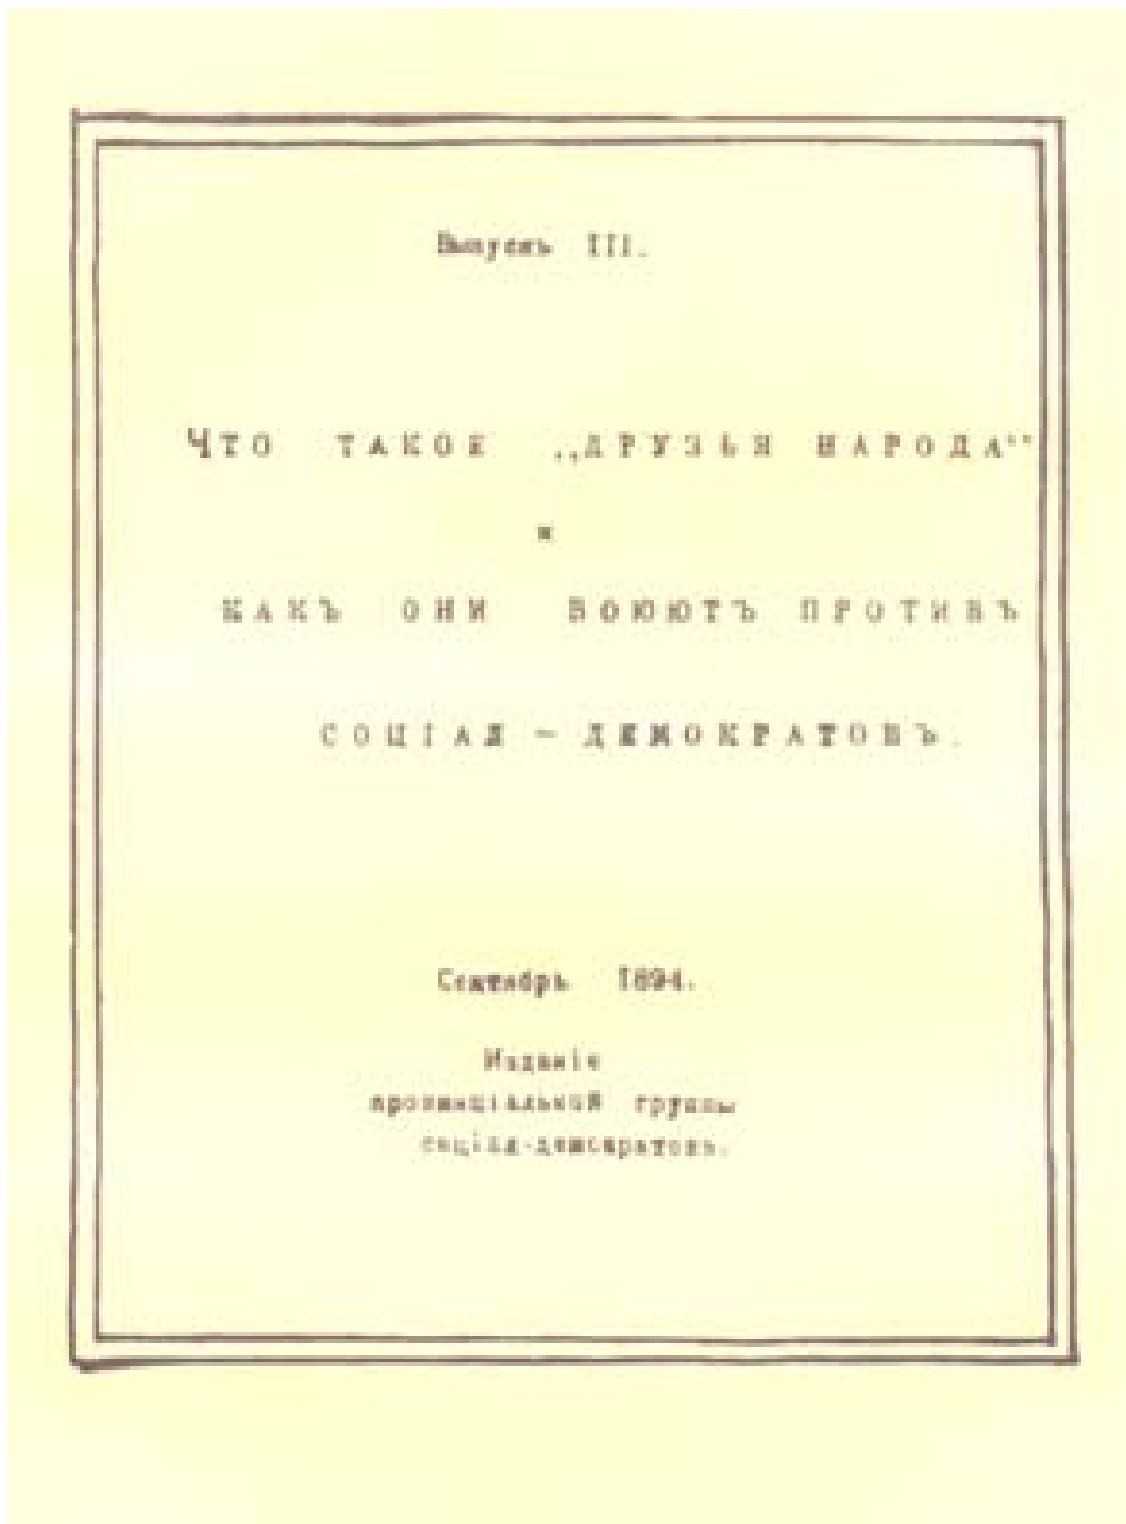 Выпускъ III.
ЧТО ТАКОЕ „ДРУЗЬЯ НАРОДА“
и
КАКЪ ОНИ ВОЮЮТЪ ПРОТИВЪ
СОЦІАЛ – ДЕМОКРАТОВЪ.
Сентябрь 1894.
Изданіе
провинціальной группы
соціал-демократовъ.